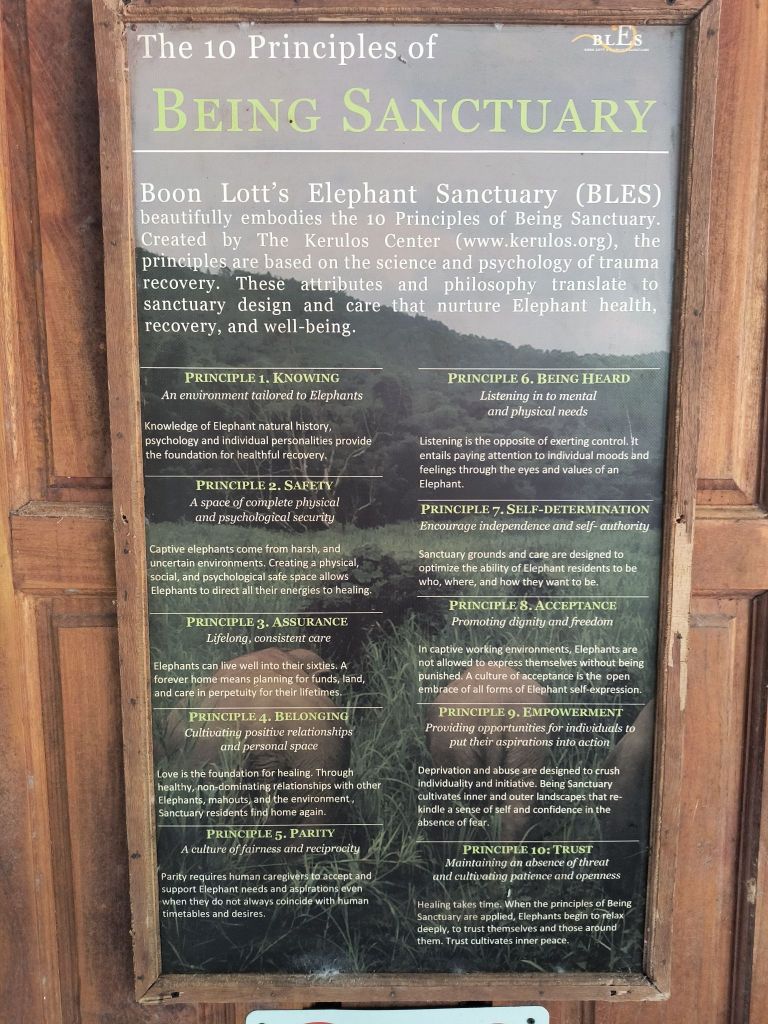 The 10 Principles of
BLES
BEING SANCTUARY
Boon Lott's Elephant Sanctuary (BLES)
beautifully embodies the 10 Principles of Being Sanctuary.
Created by The Kerulos Center (www.kerulos.org), the
principles are based on the science and psychology of trauma
recovery. These attributes and philosophy translate to
sanctuary design and care that nurture Elephant health,
recovery, and well-being.
PRINCIPLE 1. KNOWING
An environment tailored to Elephants
Knowledge of Elephant natural history,
psychology and individual personalities provide
the foundation for healthful recovery.
PRINCIPLE 2. SAFETY
A space of complete physical
and psychological security
Captive elephants come from harsh, and
uncertain environments. Creating a physical,
social, and psychological safe space allows
Elephants to direct all their energies to healing.
PRINCIPLE 3. ASSURANCE
Lifelong, consistent care
Elephants can live well into their sixties. A
forever home means planning for funds, land,
and care in perpetuity for their lifetimes.
PRINCIPLE 4. BELONGING
Cultivating positive relationships
and personal space
Love is the foundation for healing. Through
healthy, non-dominating relationships with other
Elephants, mahouts, and the environment ,
Sanctuary residents find home again.
PRINCIPLE 5. PARITY
A culture of fairness and reciprocity
Parity requires human caregivers to accept and
support Elephant needs and aspirations even
when they do not always coincide with human
timetables and desires.
PRINCIPLE 6. BEING HEARD
Listening in to mental
and physical needs
Listening is the opposite of exerting control. It
entails paying attention to individual moods and
feelings through the eyes and values of an
Elephant.
PRINCIPLE 7. SELF-DETERMINATION
Encourage independence and self- authority
Sanctuary grounds and care are designed to
optimize the ability of Elephant residents to be
who, where, and how they want to be.
PRINCIPLE 8. ACCEPTANCE
Promoting dignity and freedom
In captive working environments, Elephants are
not allowed to express themselves without being
punished. A culture of acceptance is the open
embrace of all forms of Elephant self-expression.
PRINCIPLE 9. EMPOWERMENT
Providing opportunities for individuals to
put their aspirations into action
Deprivation and abuse are designed to crush
individuality and initiative. Being Sanctuary
cultivates inner and outer landscapes that re-
kindle a sense of self and confidence in the
absence of fear.
PRINCIPLE 10: TRUST
Maintaining an absence of threat
and cultivating patience and openness
Healing takes time. When the principles of Being
Sanctuary are applied, Elephants begin to relax
deeply, to trust themselves and those around
them. Trust cultivates inner peace.